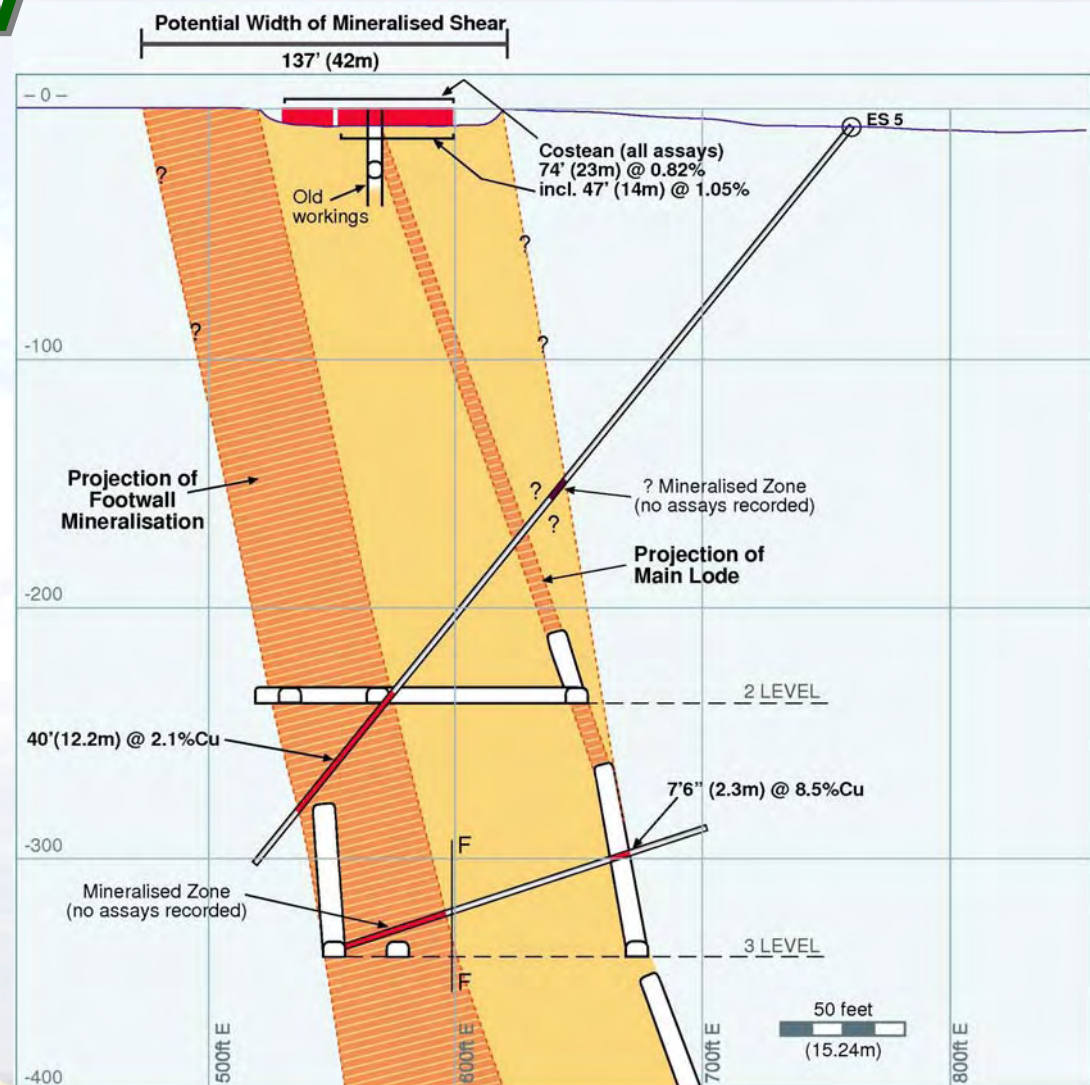 Potential Width of Mineralised Shear
137' (42m)
– 0 –
ES 5
Costean (all assays)
74' (23m) @ 0.82%
incl. 47' (14m) @ 1.05%
Old
workings
?
?
?
?
-100
Projection of
Footwall
Mineralisation
?
?
? Mineralised Zone
(no assays recorded)
Projection of
Main Lode
-200
2 LEVEL
40'(12.2m) @ 2.1%Cu
7'6" (2.3m) @ 8.5%Cu
-300
F
Mineralised Zone
(no assays recorded)
3 LEVEL
F
50 feet
(15.24m)
500ft E
600ft E
700ft E
800ft E
-400